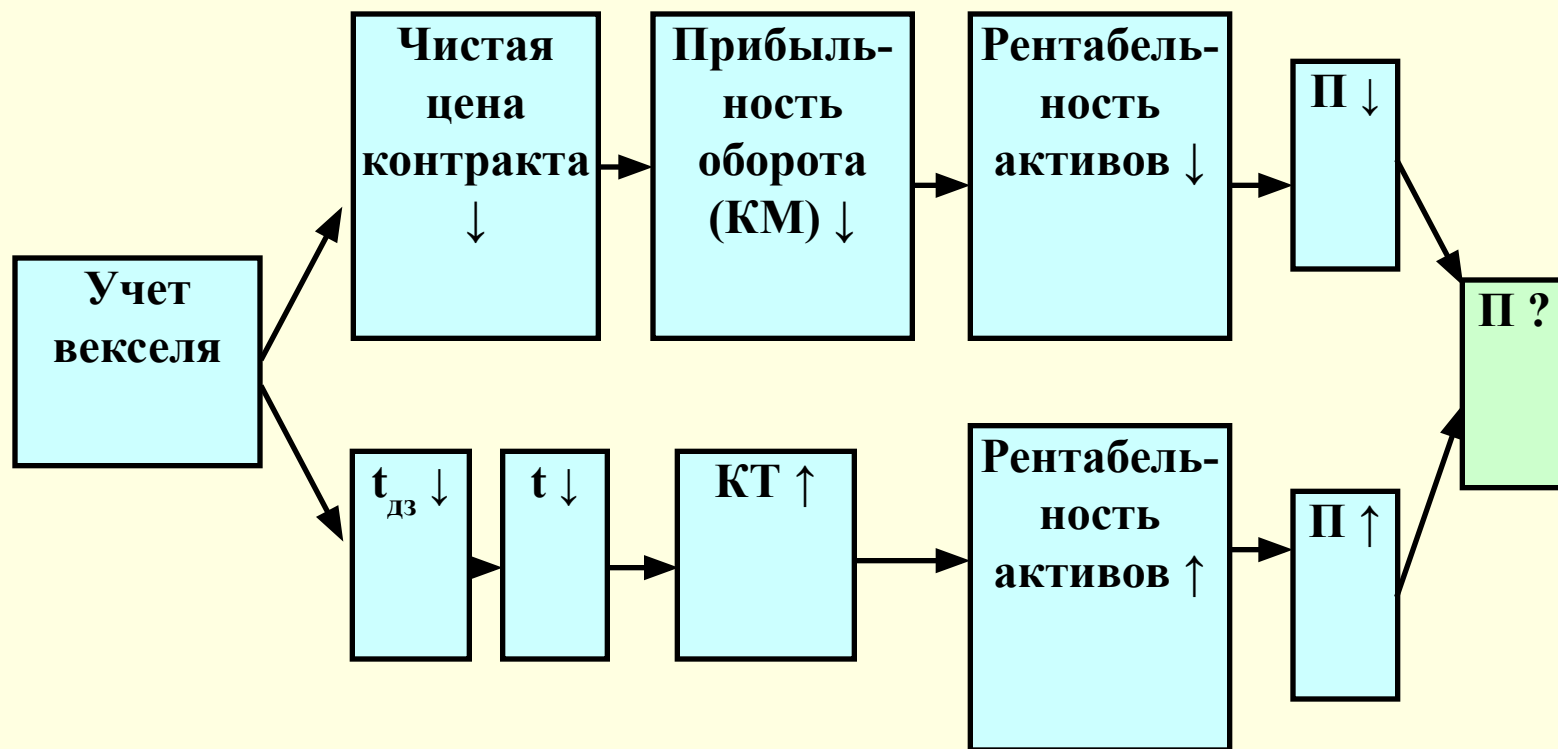 Учет
векселя
Чистая
цена
контракта
↓
Прибыль-
ность
оборота
(КМ) ↓
Рентабель-
ность
активов ↓
П ↓
tдз ↓
t ↓
КТ ↑
Рентабель-
ность
активов ↑
П ↑
П ?